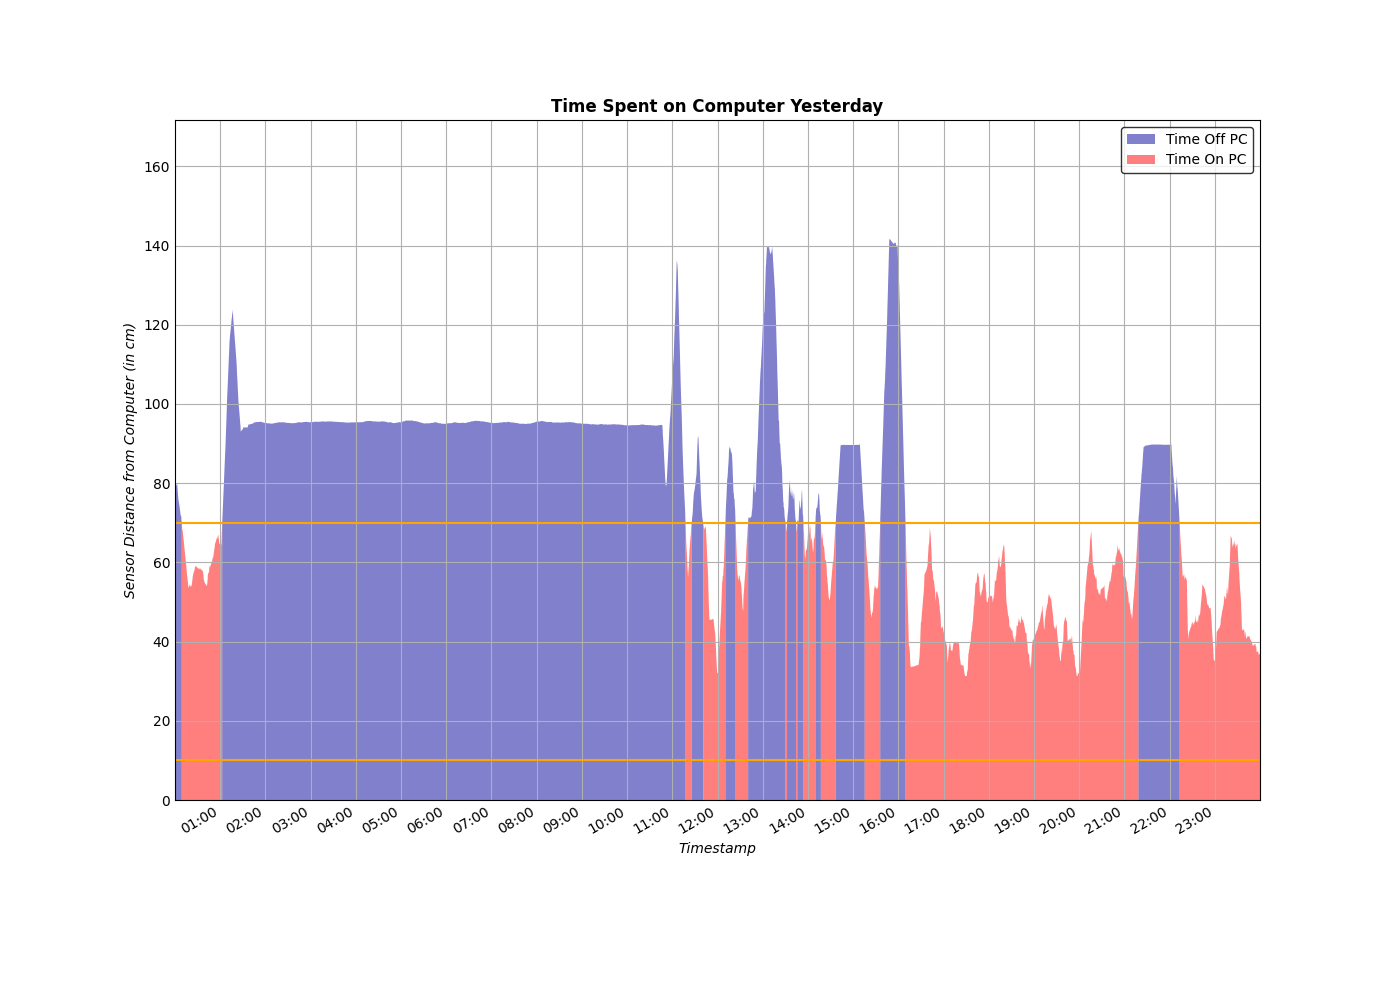 Time Spent on Computer Yesterday
Time Off PC
Time On PC
Sensor Distance from Computer (in cm)
160
140
120
100
80
60
40
20
0
01:00 02:00 03:00 04:00 05:00 06:00 07:00 08:00 09:00 10:00 11:00 12:00 13:00 14:00 15:00 16:00 17:00 18:00 19:00 20:00 21:00 22:00 23:00
Timestamp